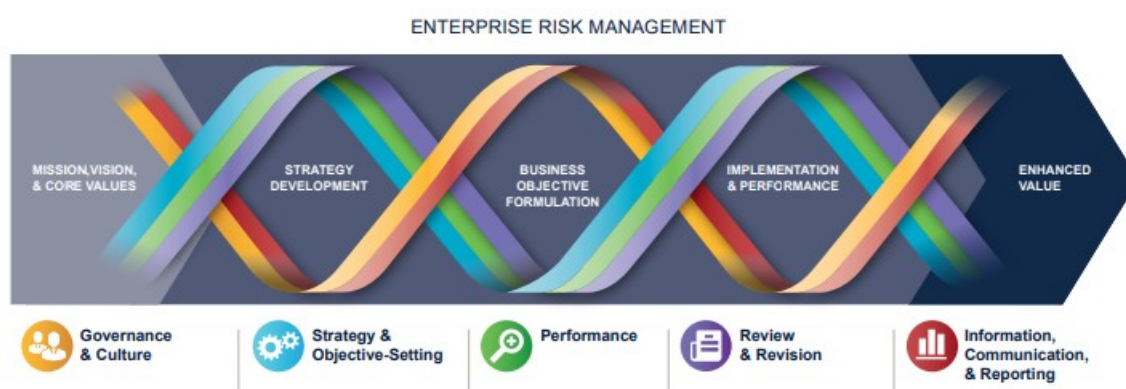 ENTERPRISE RISK MANAGEMENT
MISSION,VISION,
& CORE VALUES
STRATEGY
DEVELOPMENT
BUSINESS
OBJECTIVE
FORMULATION
IMPLEMENTATION
& PERFORMANCE
ENHANCED
VALUE
Governance
& Culture
Strategy &
Objective-Setting
Performance
Review
& Revision
Information,
Communication,
& Reporting